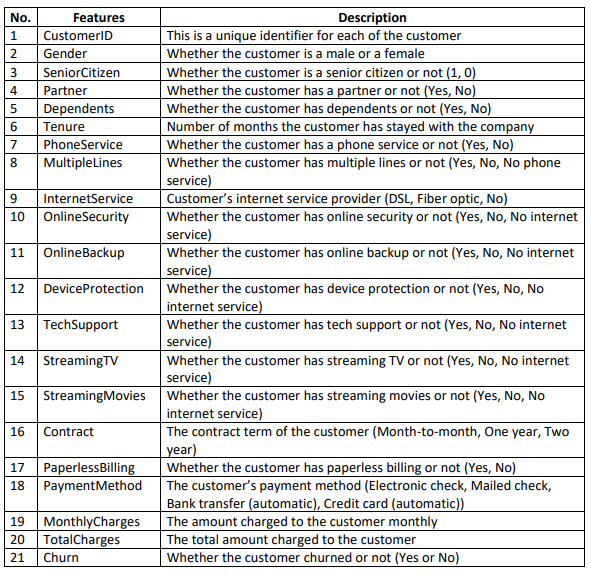 No. Features Description
1 CustomerID This is a unique identifier for each of the customer
2 Gender Whether the customer is a male or a female
3 SeniorCitizen Whether the customer is a senior citizen or not (1, 0)
4 Partner Whether the customer has a partner or not (Yes, No)
5 Dependents Whether the customer has dependents or not (Yes, No)
6 Tenure Number of months the customer has stayed with the company
7 PhoneService Whether the customer has a phone service or not (Yes, No)
8 MultipleLines Whether the customer has multiple lines or not (Yes, No, No phone
service)
9 InternetService Customer's internet service provider (DSL, Fiber optic, No)
10 OnlineSecurity Whether the customer has online security or not (Yes, No, No internet
service)
11 OnlineBackup Whether the customer has online backup or not (Yes, No, No internet
service)
12 DeviceProtection Whether the customer has device protection or not (Yes, No, No
internet service)
13 TechSupport Whether the customer has tech support or not (Yes, No, No internet
service)
14 StreamingTV Whether the customer has streaming TV or not (Yes, No, No internet
service)
15 StreamingMovies Whether the customer has streaming movies or not (Yes, No, No
internet service)
16 Contract The contract term of the customer (Month-to-month, One year, Two
year)
17 PaperlessBilling Whether the customer has paperless billing or not (Yes, No)
18 PaymentMethod The customer's payment method (Electronic check, Mailed check,
Bank transfer (automatic), Credit card (automatic))
19 MonthlyCharges The amount charged to the customer monthly
20 TotalCharges The total amount charged to the customer
21 Churn Whether the customer churned or not (Yes or No)